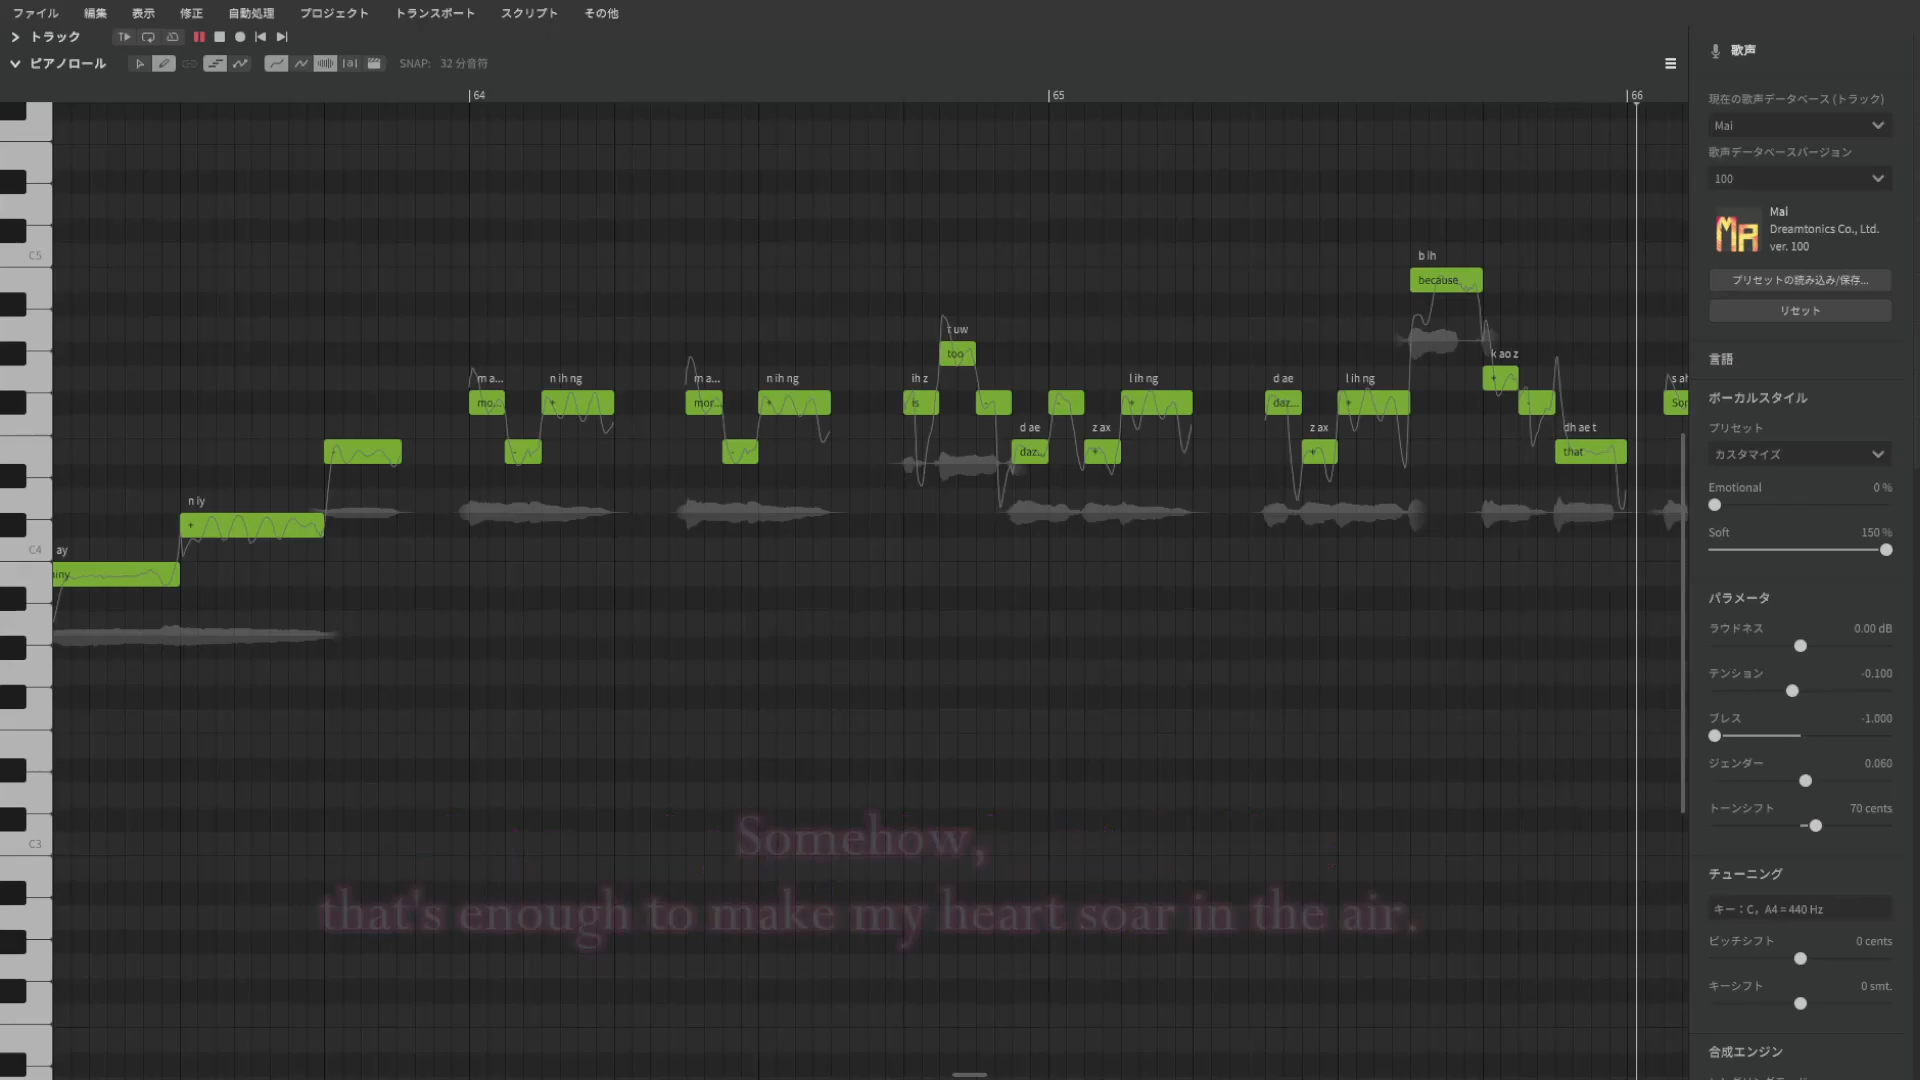 ファイル 編集 表示 修正 自動処理 プロジェクト トランスポート スクリプト その他
トラック
ピアノロール SNAP: 32 分音符
64 65 66
C5
C4
C3
b ih
because
t uw
too
k ao z
+
m a... n ih ng m a... n ih ng ih z l ih ng d ae l ih ng s ah
mo... + mor... + is - - + daz... + - Sor
d ae z ax z ax dh ae t
- - - daz... + + that
n iy
+
ay
iny
Somehow,
that's enough to make my heart soar in the air.
歌声
現在の歌声データベース (トラック)
Mai
歌声データベースバージョン
100
Mai
Dreamtonics Co., Ltd.
ver. 100
プリセットの読み込み/保存...
リセット
言語
ボーカルスタイル
プリセット
カスタマイズ
Emotional 0 %
Soft 150 %
パラメータ
ラウドネス 0.00 dB
テンション -0.100
ブレス -1.000
ジェンダー 0.060
トーンシフト 70 cents
チューニング
キー：C, A4 = 440 Hz
ピッチシフト 0 cents
キーシフト 0 smt.
合成エンジン